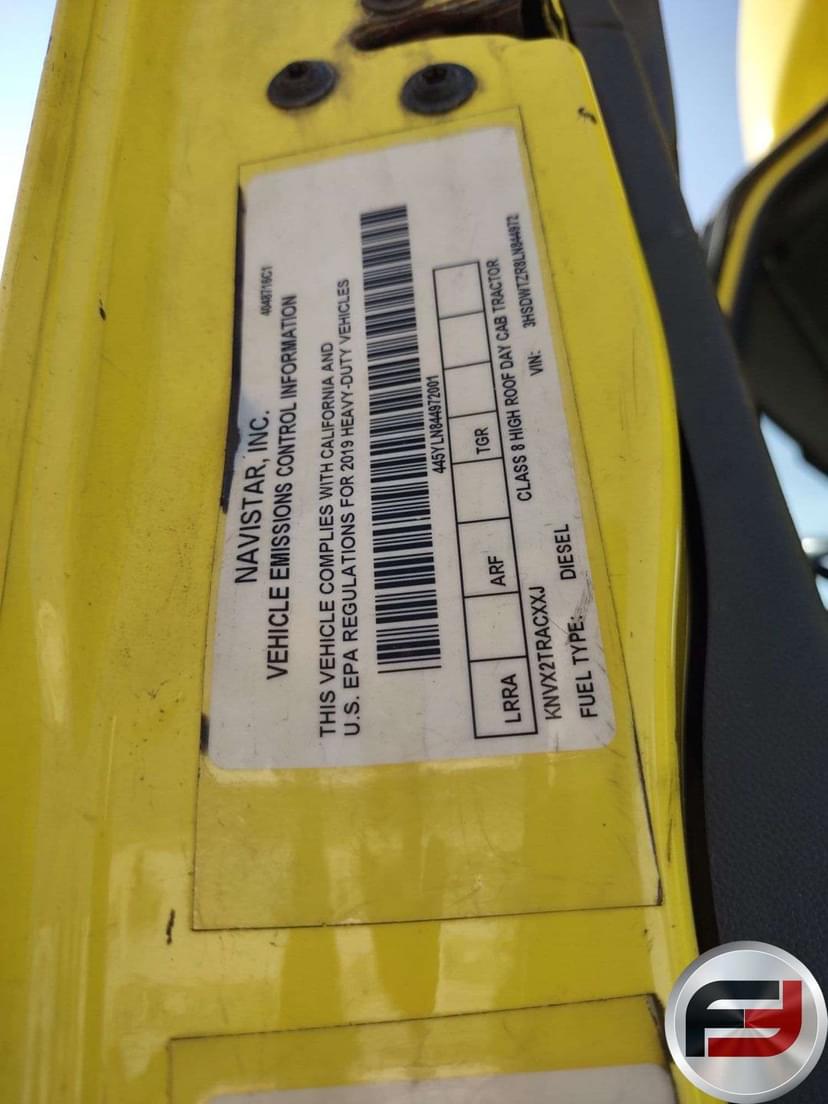 4048716C1
NAVISTAR, INC.
VEHICLE EMISSIONS CONTROL INFORMATION
THIS VEHICLE COMPLIES WITH CALIFORNIA AND
U.S. EPA REGULATIONS FOR 2019 HEAVY-DUTY VEHICLES
445YLN844972001
LRRA ARF TGR
KNVX2TRACXXJ CLASS 8 HIGH ROOF DAY CAB TRACTOR
FUEL TYPE: DIESEL VIN: 3HSDWTZR8LN844972